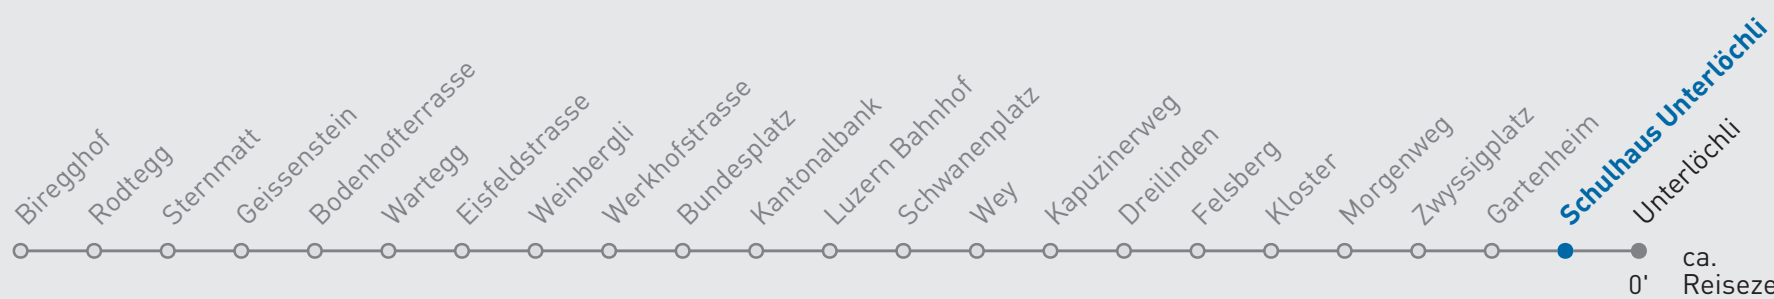 Biregghof
Rodtegg
Sternmatt
Geissenstein
Bodenhofterrasse
Wartegg
Eisfeldstrasse
Weinbergli
Werkhofstrasse
Bundesplatz
Kantonalbank
Luzern Bahnhof
Schwanenplatz
Wey
Kapuzinerweg
Dreilinden
Felsberg
Kloster
Morgenweg
Zwyssigplatz
Gartenheim
Schulhaus Unterlöchli
Unterlöchli
ca.
0' Reiseze